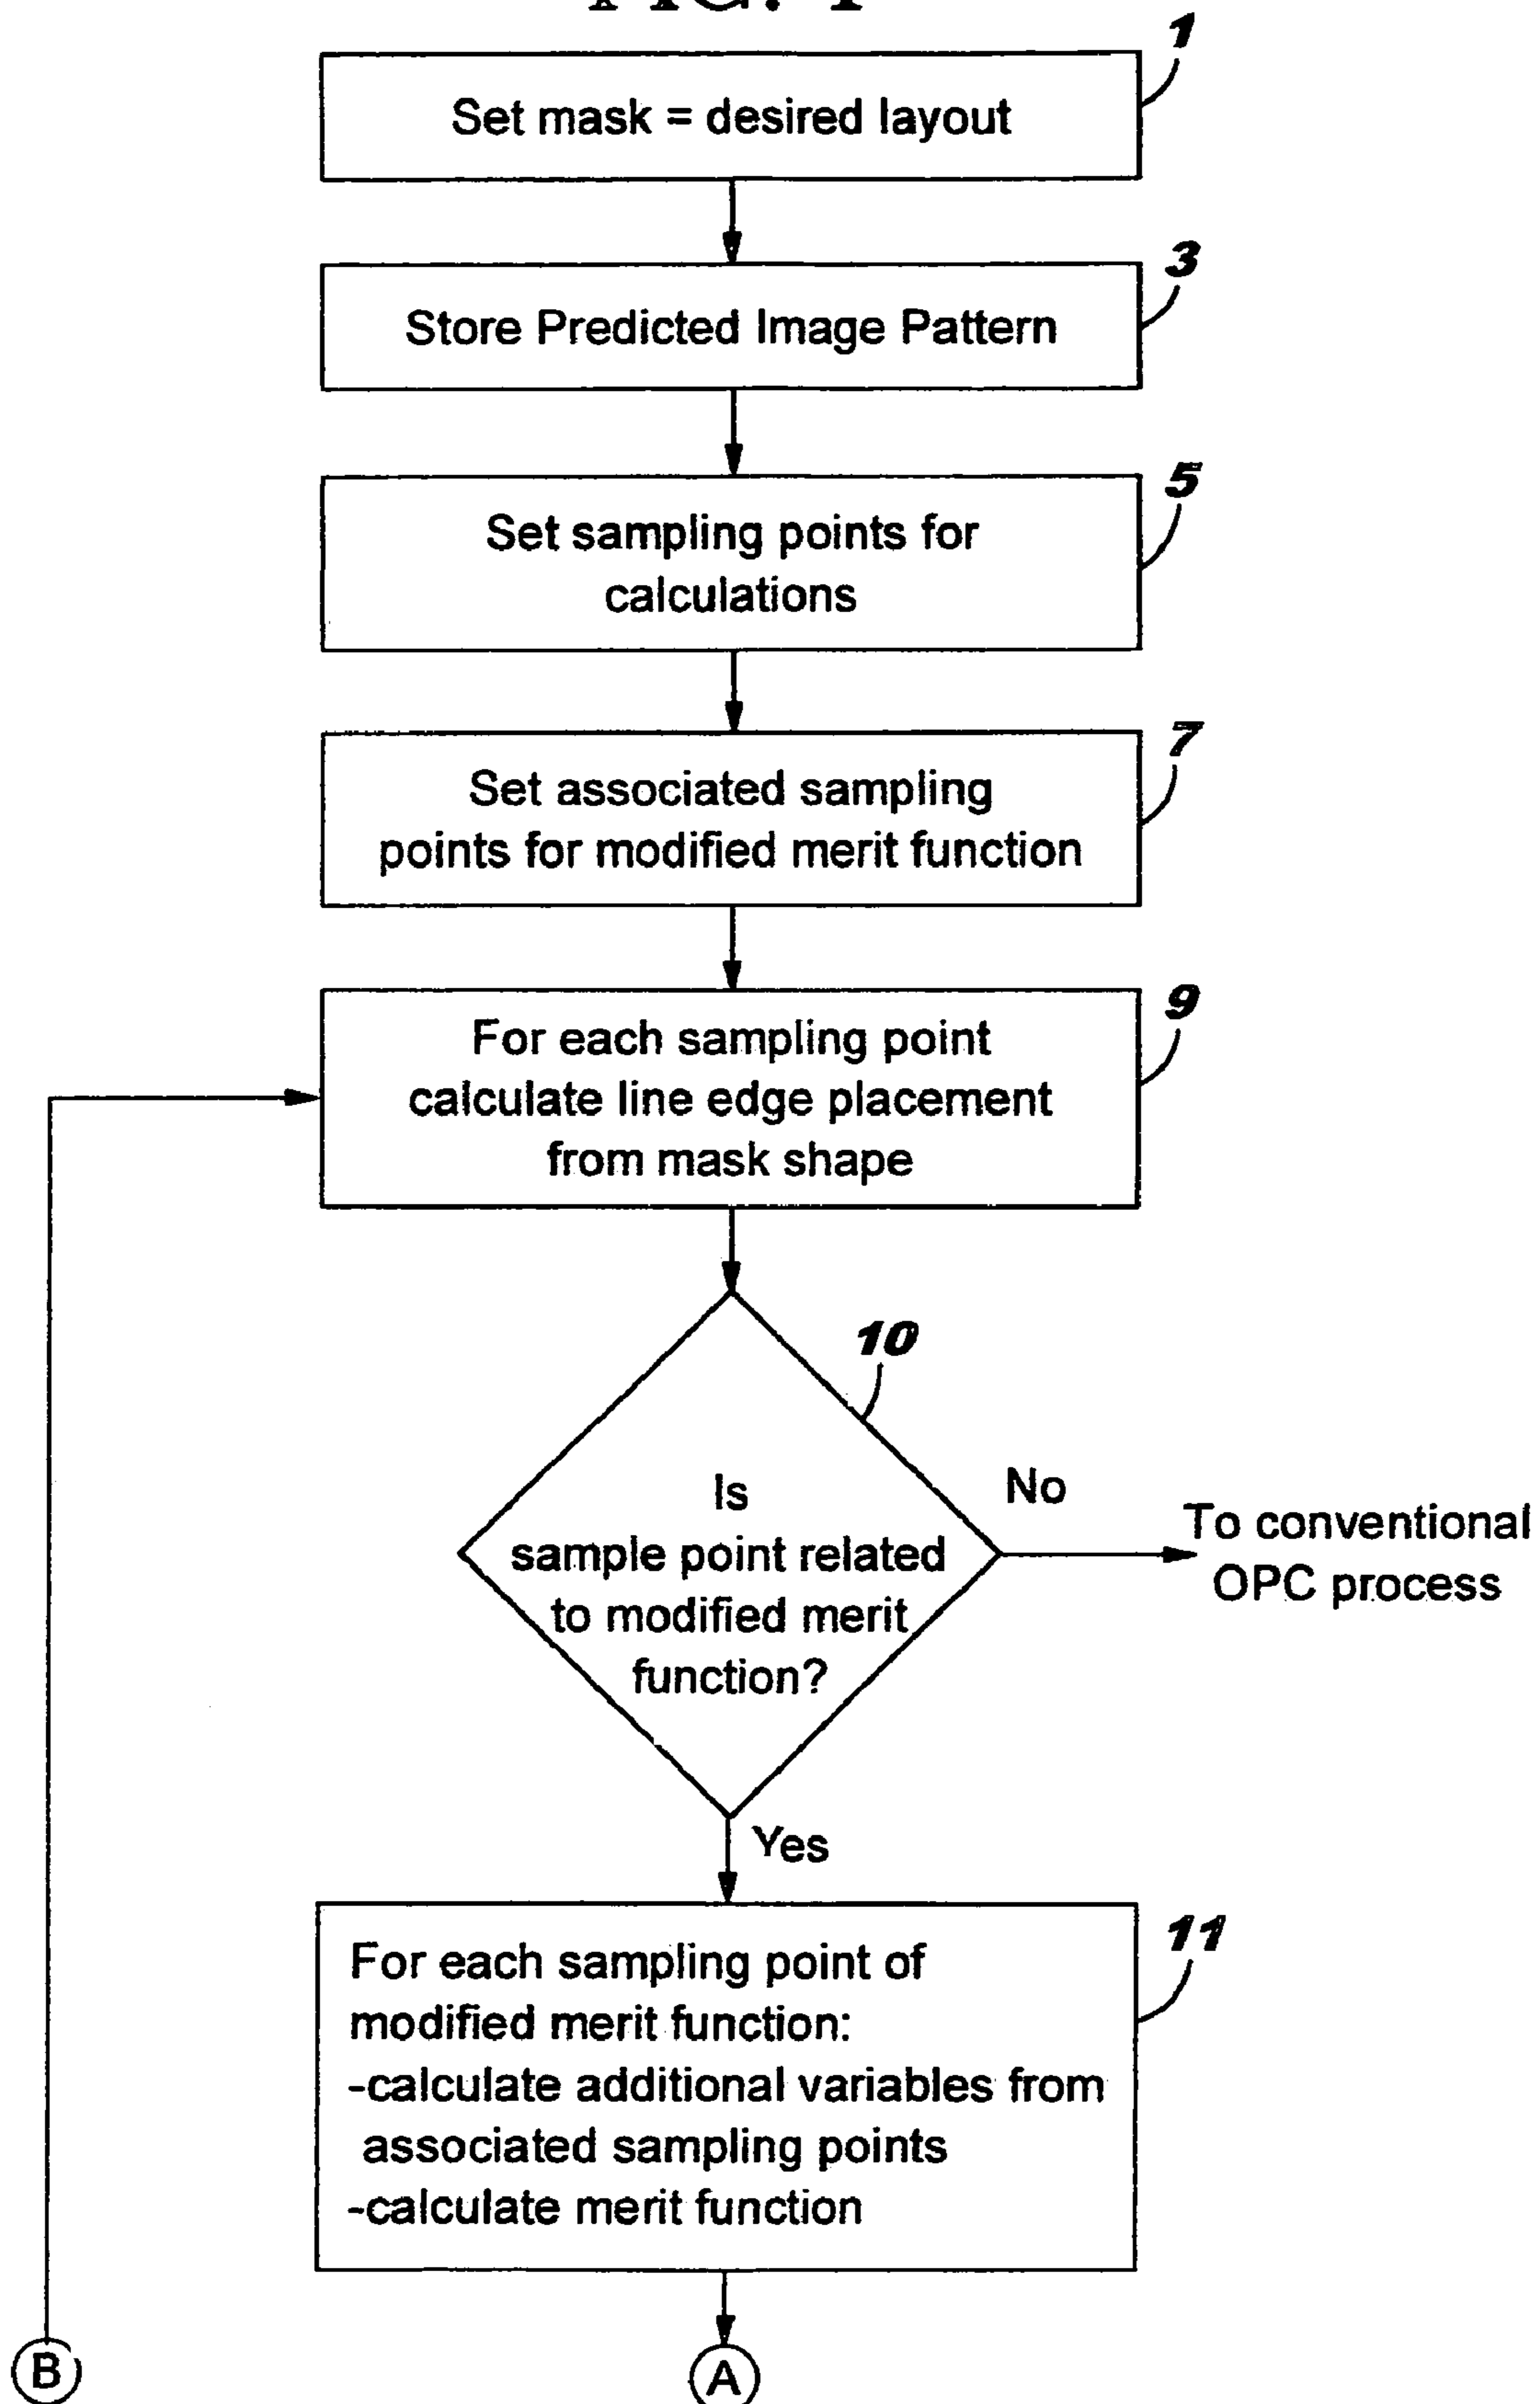 1
Set mask = desired layout
3
Store Predicted Image Pattern
5
Set sampling points for
calculations
7
Set associated sampling
points for modified merit function
9
For each sampling point
calculate line edge placement
from mask shape
10
Is
sample point related
to modified merit
function?
No
To conventional
OPC process
Yes
11
For each sampling point of
modified merit function:
-calculate additional variables from
associated sampling points
-calculate merit function
B
A